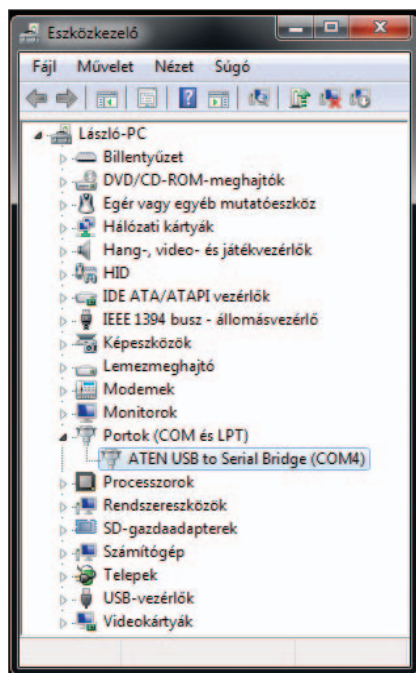 Eszközkezelő
Fájl Művelet Nézet Súgó
László-PC
Billentyűzet
DVD/CD-ROM-meghajtók
Egér vagy egyéb mutatóeszköz
Hálózati kártyák
Hang-, video- és játékvezérlők
HID
IDE ATA/ATAPI vezérlők
IEEE 1394 busz - állomásvezérlő
Képeszközök
Lemezmeghajtó
Modemek
Monitorok
Portok (COM és LPT)
ATEN USB to Serial Bridge (COM4)
Processzorok
Rendszereszközök
SD-gazdaadapterek
Számítógép
Telepek
USB-vezérlők
Videokártyák